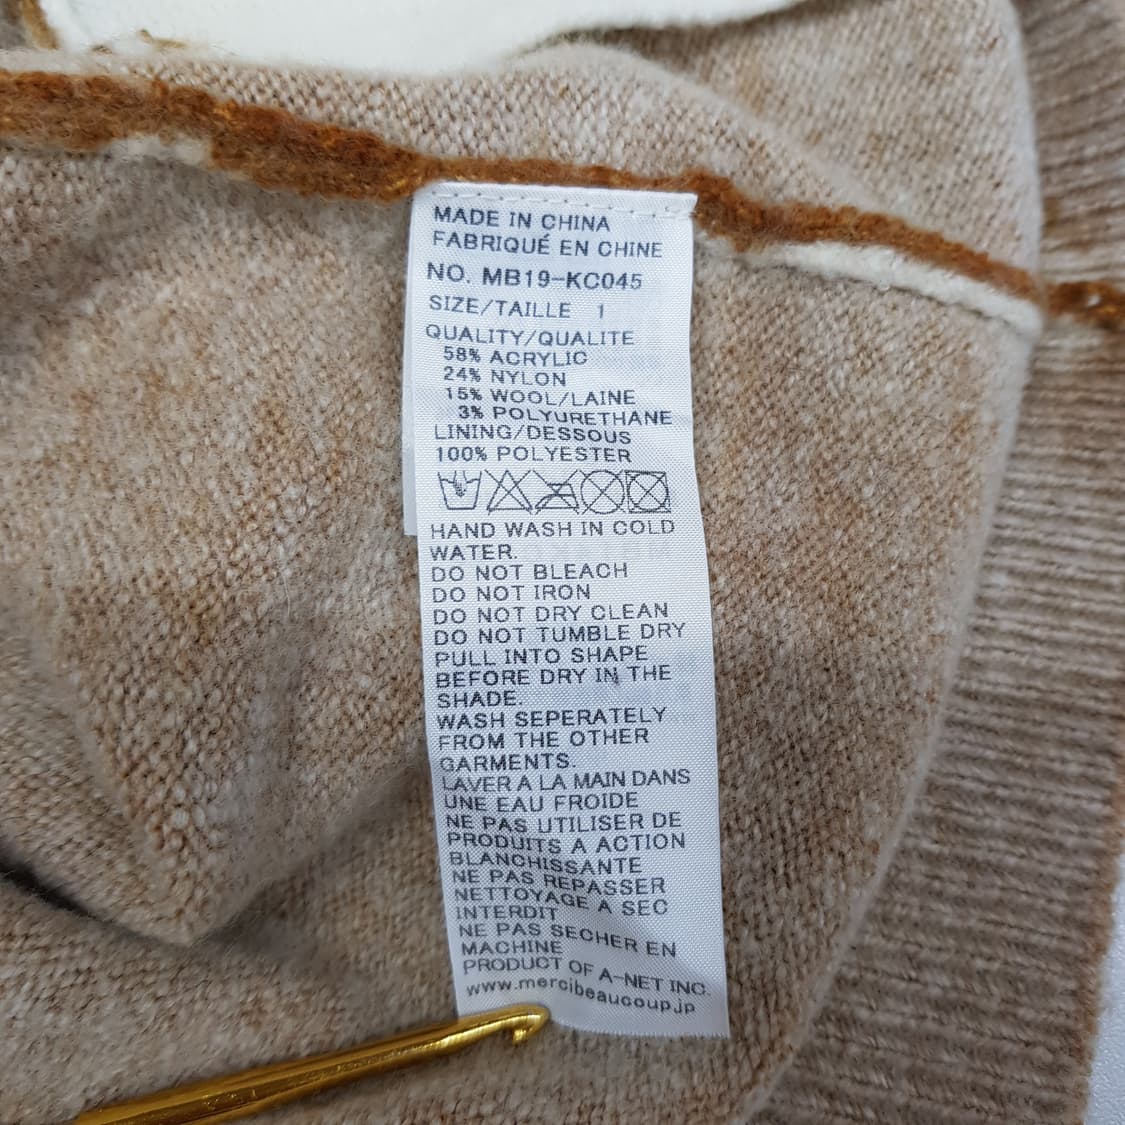 MADE IN CHINA
FABRIQUÉ EN CHINE
NO. MB19-KC045
SIZE/TAILLE 1
QUALITY/QUALITE
58% ACRYLIC
24% NYLON
15% WOOL/LAINE
3% POLYURETHANE
LINING/DESSOUS
100% POLYESTER
HAND WASH IN COLD
WATER.
DO NOT BLEACH
DO NOT IRON
DO NOT DRY CLEAN
DO NOT TUMBLE DRY
PULL INTO SHAPE
BEFORE DRY IN THE
SHADE.
WASH SEPERATELY
FROM THE OTHER
GARMENTS.
LAVER A LA MAIN DANS
UNE EAU FROIDE
NE PAS UTILISER DE
PRODUITS A ACTION
BLANCHISSANTE
NE PAS REPASSER
NETTOYAGE A SEC
INTERDIT
NE PAS SECHER EN
MACHINE
PRODUCT OF A-NET INC.
www.mercibeaucoup.jp